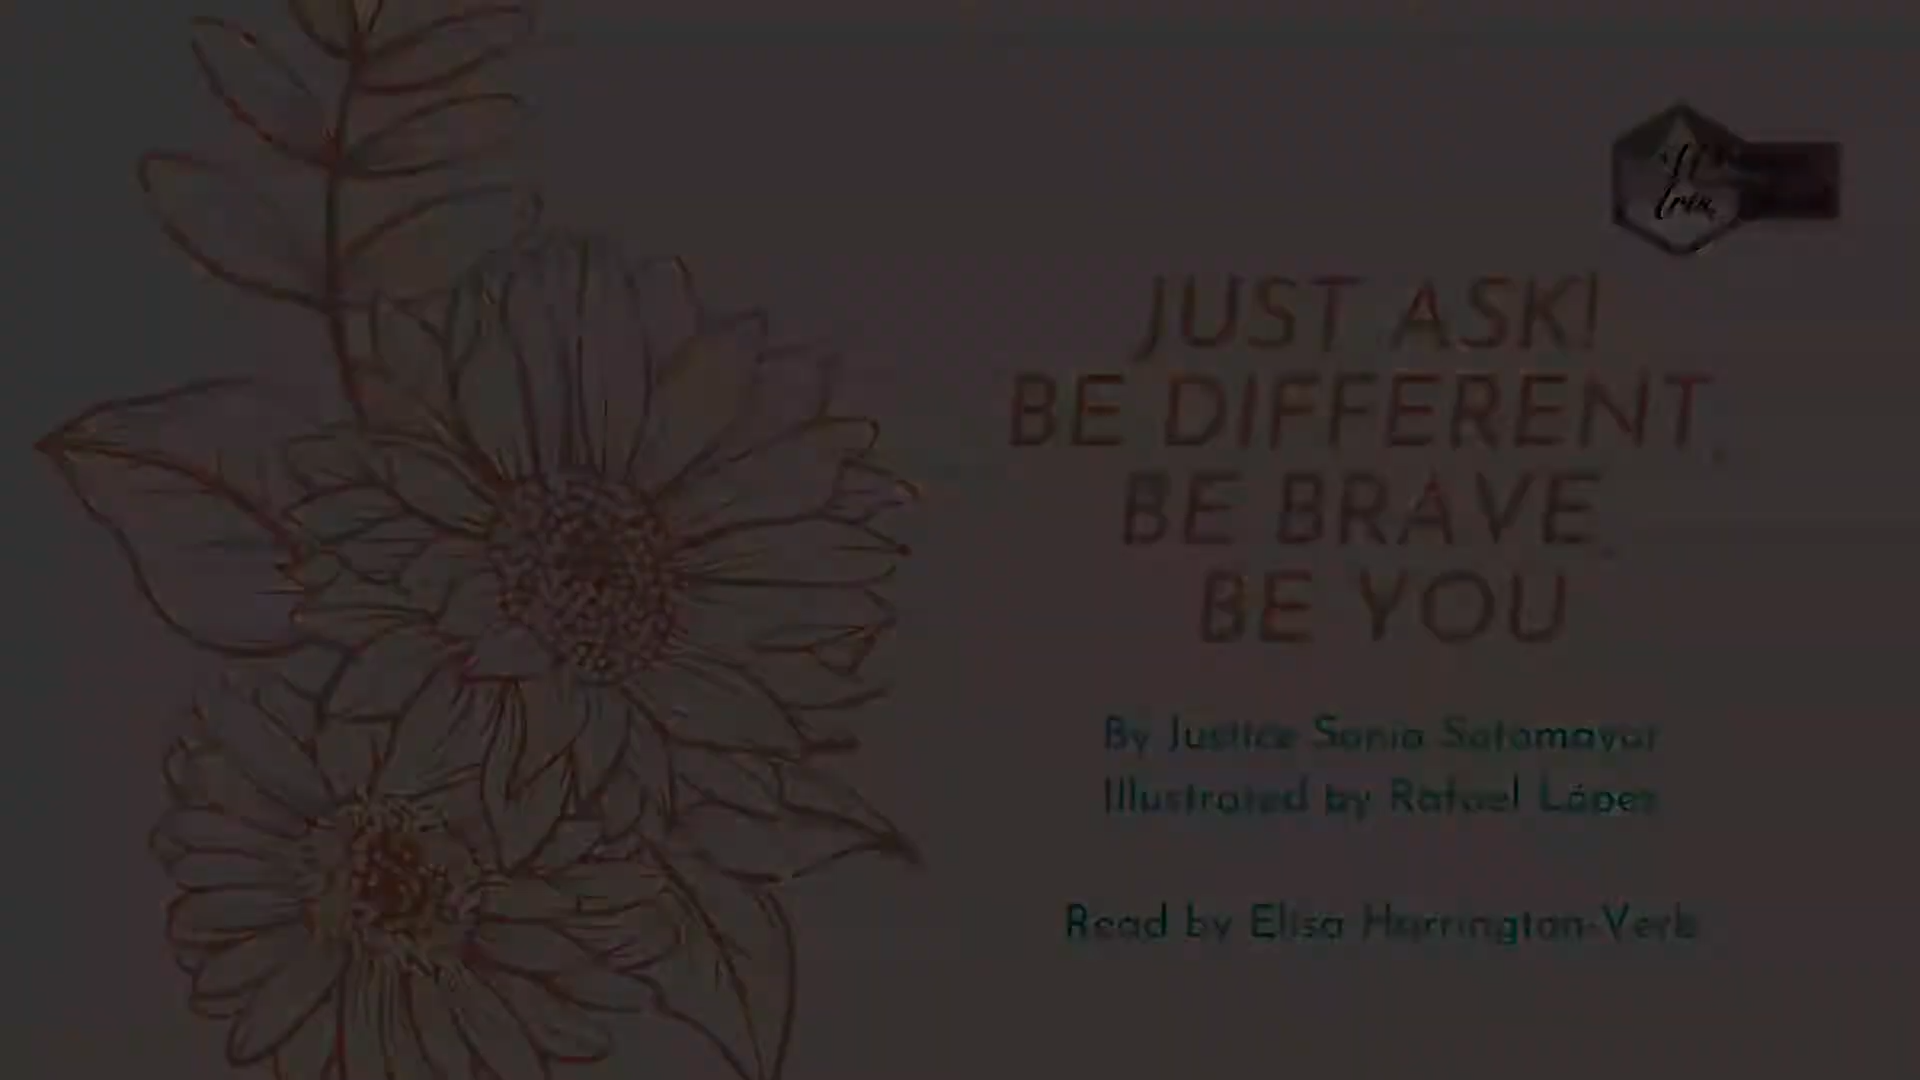 JUST ASK!
BE DIFFERENT,
BE BRAVE,
BE YOU
By Justice Sonia Sotomayor
Illustrated by Rafael López
Read by Elisa Harrington-Verb